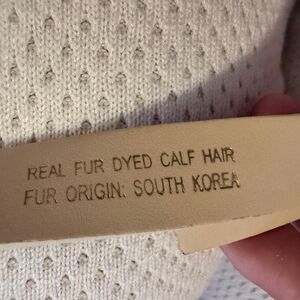 REAL FUR DYED CALF HAIR
FUR ORIGIN: SOUTH KOREA